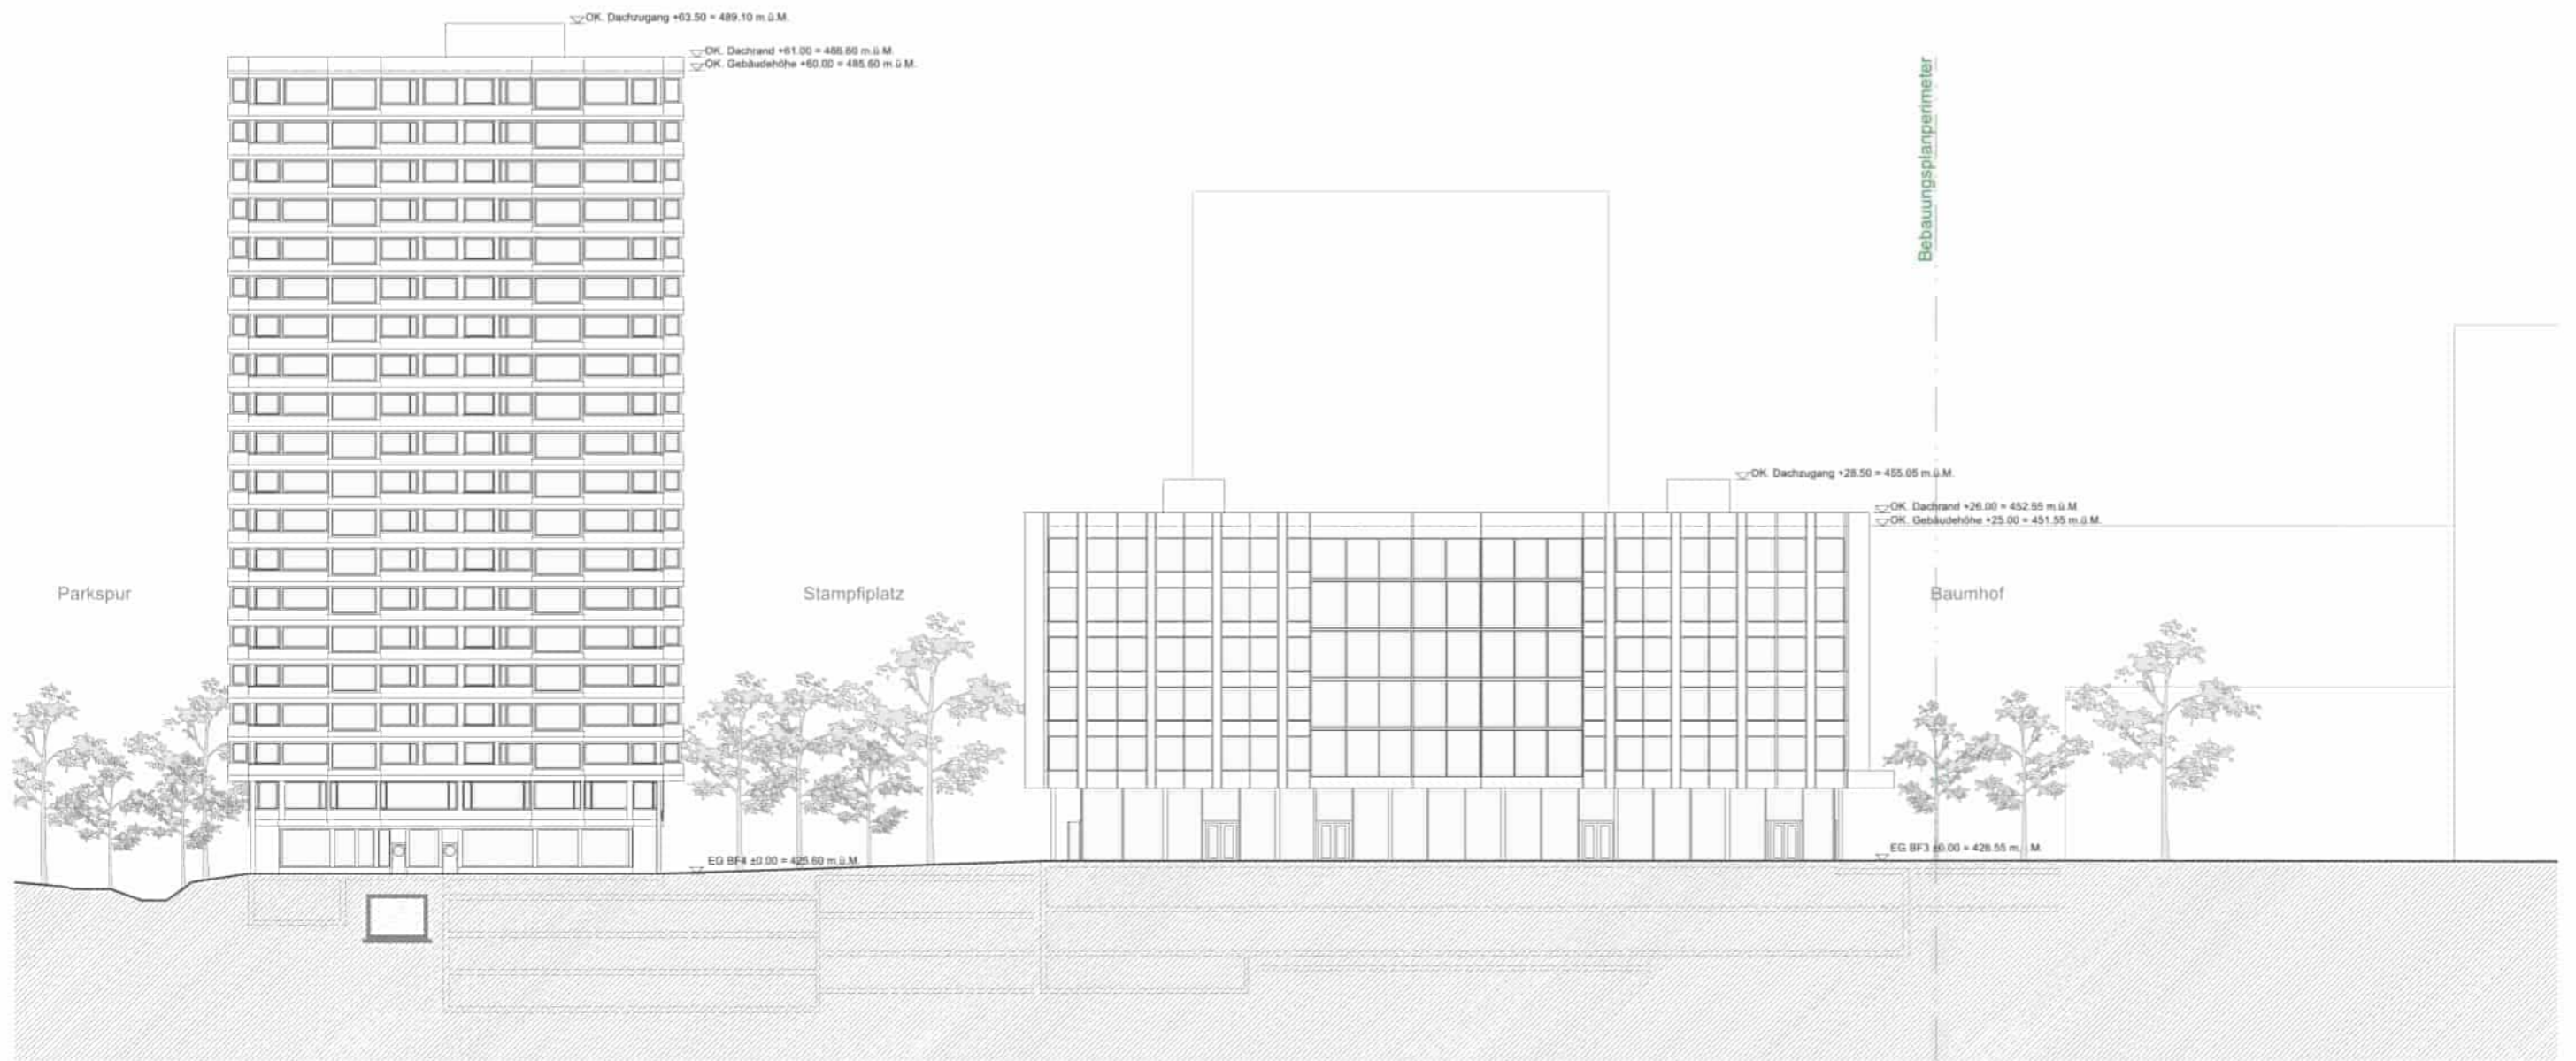 OK. Dachzugang +63.50 = 489.10 m.ü.M.
OK. Dachrand +61.00 = 486.60 m.ü.M.
OK. Gebäudehöhe +60.00 = 485.60 m.ü.M.
Bebauungsplanperimeter
OK. Dachzugang +28.50 = 455.05 m.ü.M.
OK. Dachrand +26.00 = 452.55 m.ü.M
OK. Gebäudehöhe +25.00 = 451.55 m.ü.M.
Parkspur
Stampfiplatz
Baumhof
EG BF4 ±0.00 = 425.60 m.ü.M.
EG BF3 ±0.00 = 426.55 m. .M.